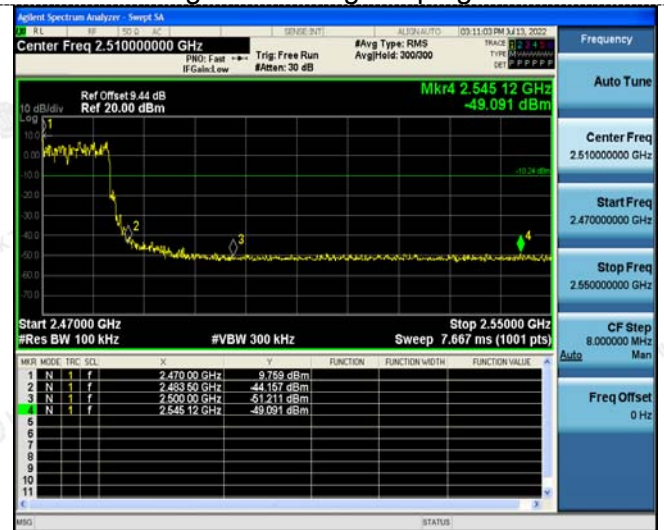 Agilent Spectrum Analyzer - Swept SA
RL RF 50 Ω AC SENSE:INT ALIGN AUTO 03:11:03 PM Jul 13, 2022
Center Freq 2.510000000 GHz
PNO: Fast
IFGain:Low
Trig: Free Run
#Atten: 30 dB
#Avg Type: RMS
Avg|Hold: 300/300
TRACE 1 2 3 4 5 6
TYPE
DET P P P P P P
Ref Offset 9.44 dB
10 dB/div Ref 20.00 dBm
Log
Mkr4 2.545 12 GHz
-49.091 dBm
1
10.0
0.00
-10.0
-10.24 dBm
-20.0
-30.0
-40.0
2
3
4
-50.0
-60.0
-70.0
Start 2.47000 GHz Stop 2.55000 GHz
#Res BW 100 kHz #VBW 300 kHz Sweep 7.667 ms (1001 pts)
MKR MODE TRC SCL X Y FUNCTION FUNCTION WIDTH FUNCTION VALUE
1 N 1 f 2.470 00 GHz 9.759 dBm
2 N 1 f 2.483 50 GHz -44.157 dBm
3 N 1 f 2.500 00 GHz -51.211 dBm
4 N 1 f 2.545 12 GHz -49.091 dBm
5
6
7
8
9
10
11
MSG STATUS
Frequency
Auto Tune
Center Freq
2.510000000 GHz
Start Freq
2.470000000 GHz
Stop Freq
2.550000000 GHz
CF Step
8.000000 MHz
Auto Man
Freq Offset
0 Hz